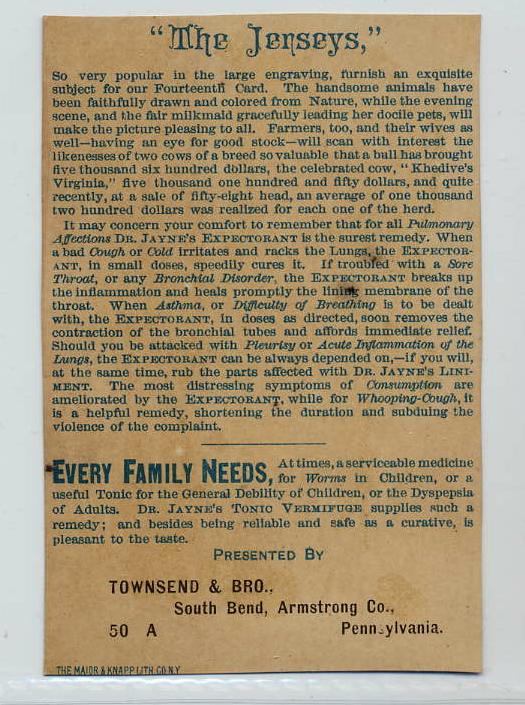 “The Jerseys,”
So very popular in the large engraving, furnish an exquisite
subject for our Fourteenth Card. The handsome animals have
been faithfully drawn and colored from Nature, while the evening
scene, and the fair milkmaid gracefully leading her docile pets, will
make the picture pleasing to all. Farmers, too, and their wives as
well—having an eye for good stock—will scan with interest the
likenesses of two cows of a breed so valuable that a bull has brought
five thousand six hundred dollars, the celebrated cow, “Khedive's
Virginia,” five thousand one hundred and fifty dollars, and quite
recently, at a sale of fifty-eight head, an average of one thousand
two hundred dollars was realized for each one of the herd.
It may concern your comfort to remember that for all Pulmonary
Affections DR. JAYNE'S EXPECTORANT is the surest remedy. When
a bad Cough or Cold irritates and racks the Lungs, the EXPECTOR-
ANT, in small doses, speedily cures it. If troubled with a Sore
Throat, or any Bronchial Disorder, the EXPECTORANT breaks up
the inflammation and heals promptly the lining membrane of the
throat. When Asthma, or Difficulty of Breathing is to be dealt
with, the EXPECTORANT, in doses as directed, soon removes the
contraction of the bronchial tubes and affords immediate relief.
Should you be attacked with Pleurisy or Acute Inflammation of the
Lungs, the EXPECTORANT can be always depended on,—if you will,
at the same time, rub the parts affected with DR. JAYNE'S LINI-
MENT. The most distressing symptoms of Consumption are
ameliorated by the EXPECTORANT, while for Whooping-Cough, it
is a helpful remedy, shortening the duration and subduing the
violence of the complaint.
EVERY FAMILY NEEDS, At times, a serviceable medicine
for Worms in Children, or a
useful Tonic for the General Debility of Children, or the Dyspepsia
of Adults. DR. JAYNE'S TONIC VERMIFUGE supplies such a
remedy; and besides being reliable and safe as a curative, is
pleasant to the taste.
PRESENTED BY
TOWNSEND & BRO.,
South Bend, Armstrong Co.,
50 A Pennsylvania.
THE MAJOR & KNAPP LITH. CO. N.Y.